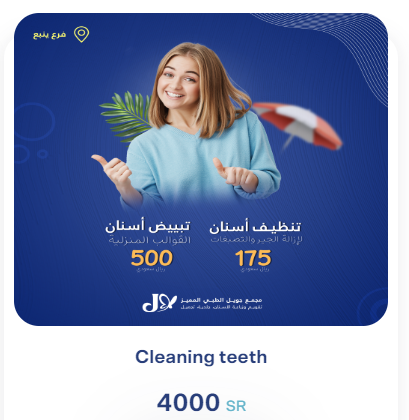 فرع ينبع
تنظيف أسنان
لإزالة الجير والتصبغات
175
ريال سعودي
تبييض أسنان
القوالب المنزلية
500
ريال سعودي
مجمع جويل الطبي المميز
Cleaning teeth
4000 SR